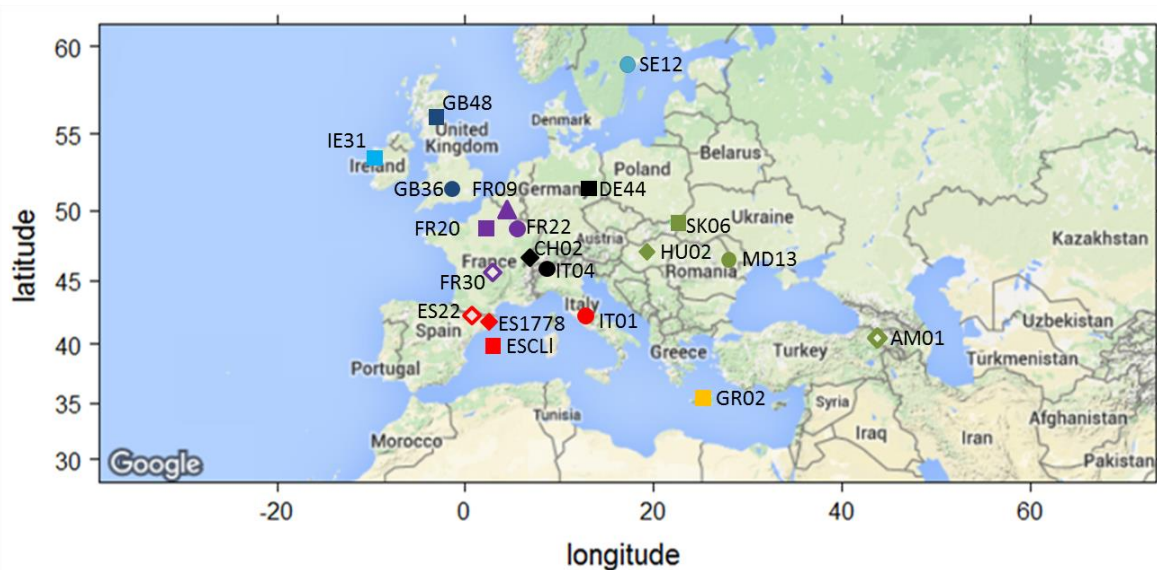 60
SE12
GB48
Denmark
55
United
Kingdom
IE31
Ireland
Belarus
Poland
GB36
FR09
Germany
DE44
50
FR20
FR22
SK06
Ukraine
Kazakhstan
CH02
Austria
HU02
MD13
France
IT04
Romania
45
FR30
ES22
Italy
Spain
ES1778
IT01
Uzbekistan
latitude
40
ESCLI
Greece
Turkey
AM01
Türkmenistan
Portugal
35
GR02
Tunisia
Syria
Afghanistan
Morocco
Iraq
Iran
30
Google
Pakistan
-20
0
20
40
60
longitude